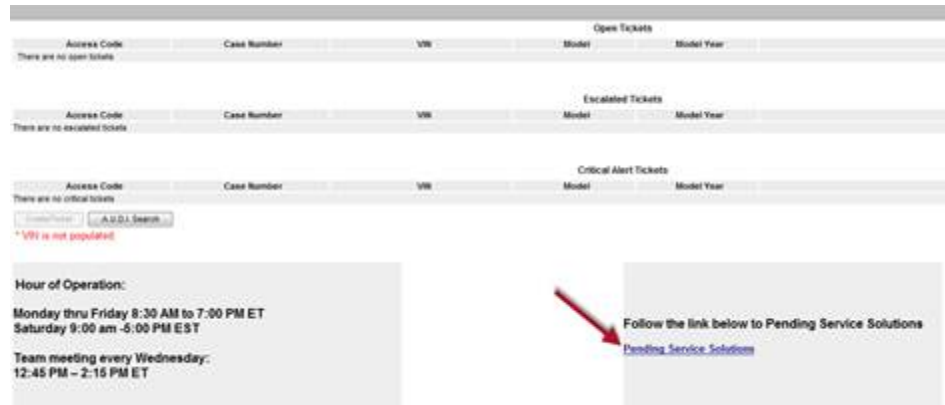 Open Tickets
Access Code Case Number VIN Model Model Year
There are no open tickets
Escalated Tickets
Access Code Case Number VIN Model Model Year
There are no escalated tickets
Critical Alert Tickets
Access Code Case Number VIN Model Model Year
There are no critical tickets
A.U.D.I. Search
* VIN is not populated.
Hour of Operation:
Monday thru Friday 8:30 AM to 7:00 PM ET
Saturday 9:00 am -5:00 PM EST
Team meeting every Wednesday:
12:45 PM – 2:15 PM ET
Follow the link below to Pending Service Solutions
Pending Service Solutions